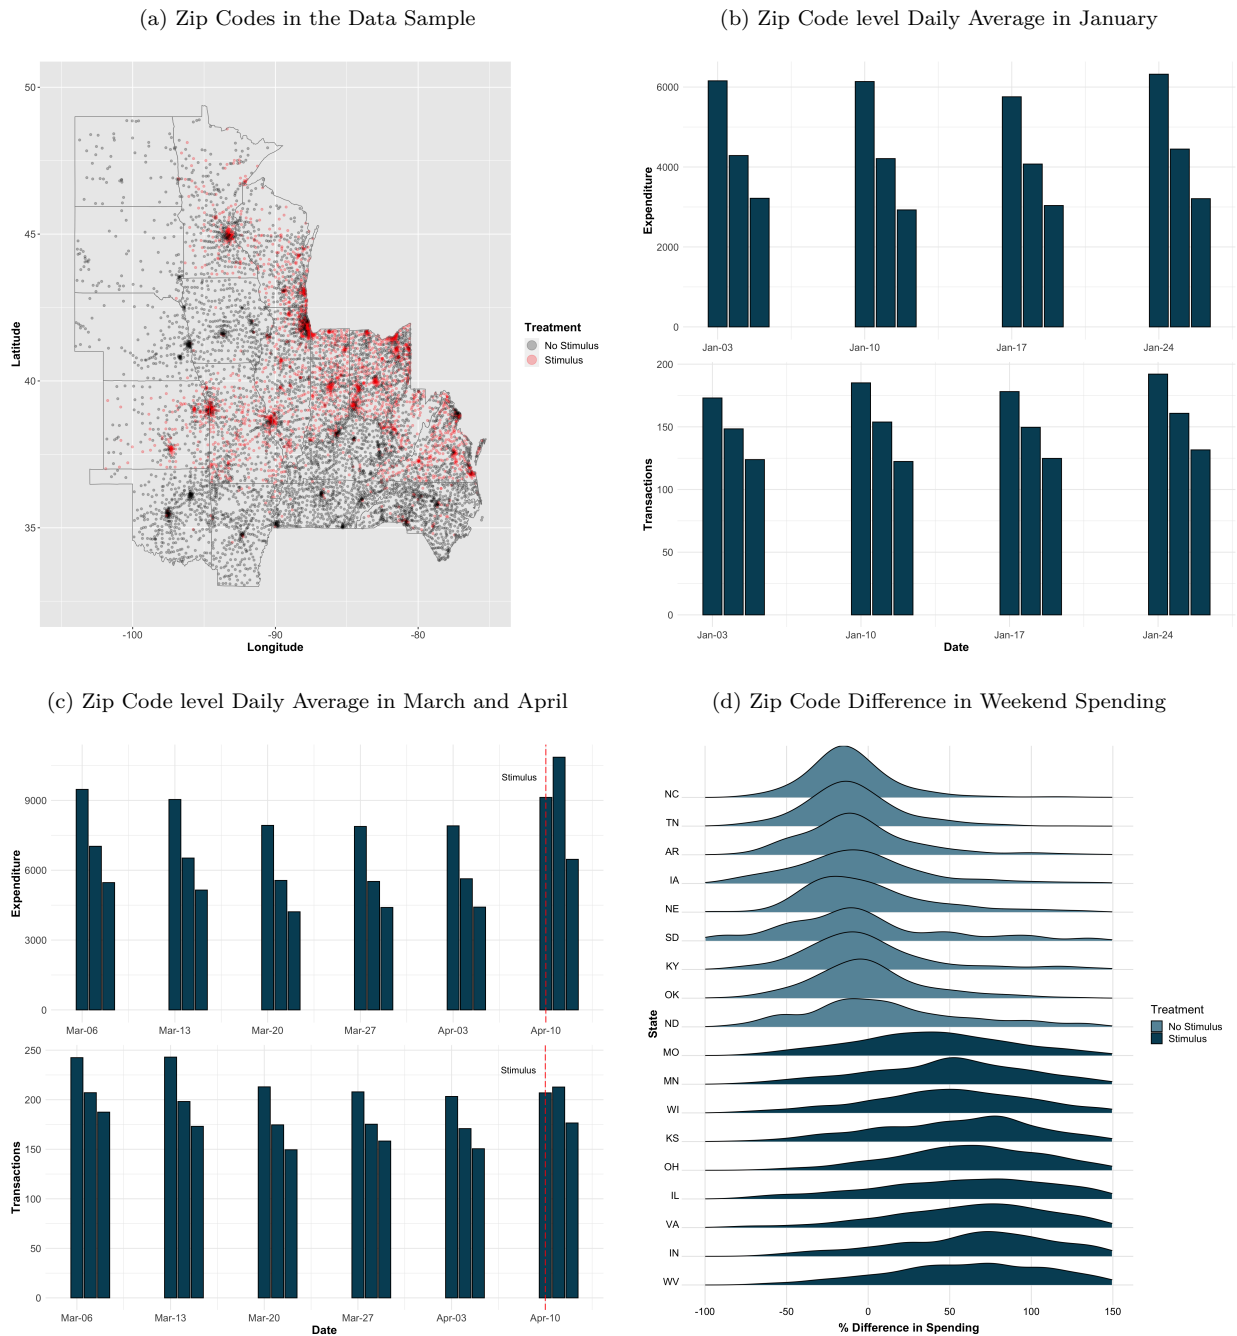 (a) Zip Codes in the Data Sample
50
45
40
35
Latitude
-100
-90
-80
Longitude
Treatment
No Stimulus
Stimulus
(b) Zip Code level Daily Average in January
6000
4000
2000
0
Expenditure
Jan-03
Jan-10
Jan-17
Jan-24
200
150
100
50
0
Transactions
Jan-03
Jan-10
Jan-17
Jan-24
Date
(c) Zip Code level Daily Average in March and April
Stimulus
9000
6000
3000
0
Expenditure
Mar-06
Mar-13
Mar-20
Mar-27
Apr-03
Apr-10
250
Stimulus
200
150
100
50
0
Transactions
Mar-06
Mar-13
Mar-20
Mar-27
Apr-03
Apr-10
Date
(d) Zip Code Difference in Weekend Spending
NC
TN
AR
IA
NE
SD
KY
OK
ND
MO
MN
WI
KS
OH
IL
VA
IN
WV
State
-100
-50
0
50
100
150
% Difference in Spending
Treatment
No Stimulus
Stimulus